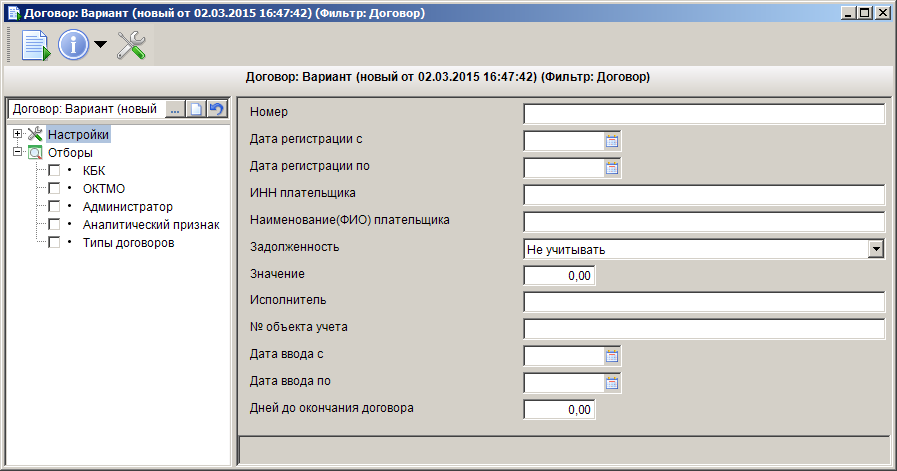 Договор: Вариант (новый от 02.03.2015 16:47:42) (Фильтр: Договор)
Договор: Вариант (новый от 02.03.2015 16:47:42) (Фильтр: Договор)
Договор: Вариант (новый ...
Настройки
Отборы
КБК
ОКТМО
Администратор
Аналитический признак
Типы договоров
Номер
Дата регистрации с
Дата регистрации по
ИНН плательщика
Наименование(ФИО) плательщика
Задолженность Не учитывать
Значение 0,00
Исполнитель
№ объекта учета
Дата ввода с
Дата ввода по
Дней до окончания договора 0,00